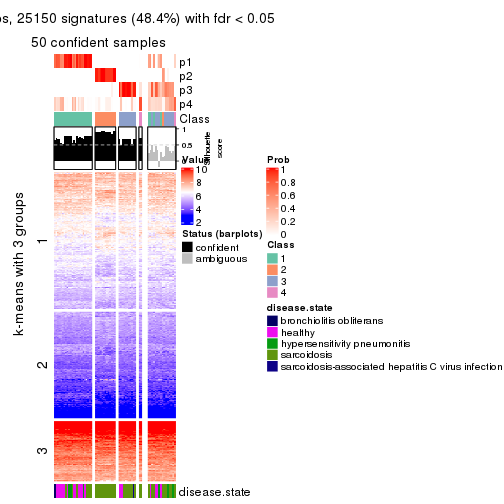 s, 25150 signatures (48.4%) with fdr < 0.05
50 confident samples
p1
p2
p3
p4
Class
1
0.5
Silhouette
score
Value
10
8
6
4
2
Prob
1
0.8
0.6
0.4
0.2
0
Status (barplots)
confident
ambiguous
Class
1
2
3
4
disease.state
bronchiolitis obliterans
healthy
hypersensitivity pneumonitis
sarcoidosis
sarcoidosis-associated hepatitis C virus infection
k-means with 3 groups
1
2
3
disease.state